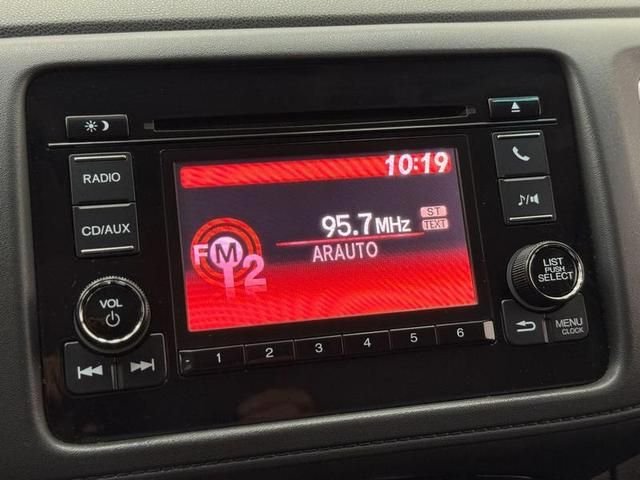 10:19
RADIO
CD/AUX
95.7MHz
ST
TEXT
FM
2
ARAUTO
LIST
PUSH
SELECT
VOL
1 2 3 4 5 6
MENU
CLOCK